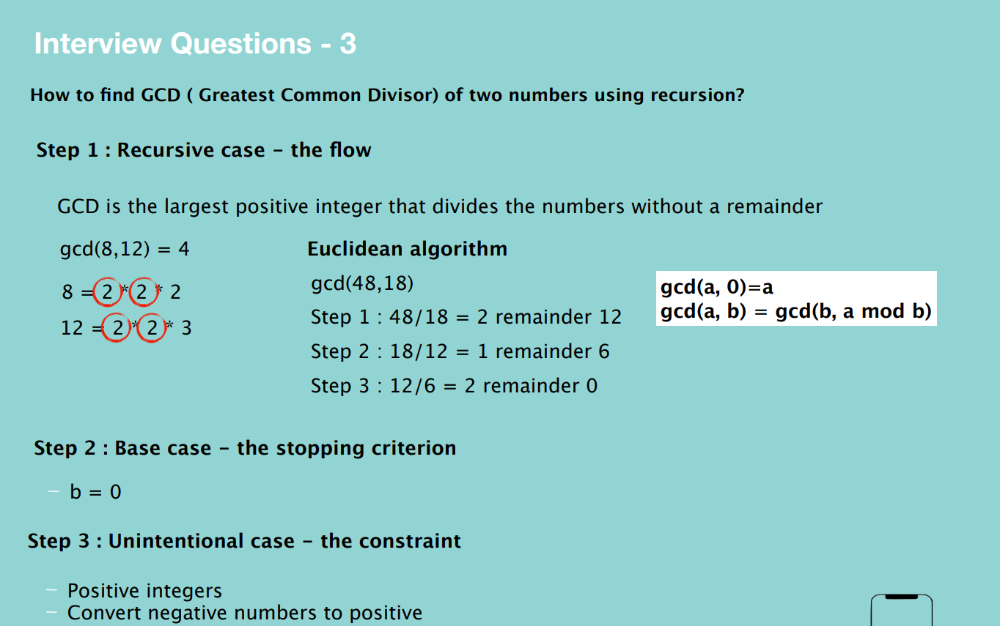 Interview Questions - 3
How to find GCD ( Greatest Common Divisor) of two numbers using recursion?
Step 1 : Recursive case – the flow
GCD is the largest positive integer that divides the numbers without a remainder
gcd(8,12) = 4
8 = 2 * 2 * 2
12 = 2 * 2 * 3
Euclidean algorithm
gcd(48,18)
Step 1 : 48/18 = 2 remainder 12
Step 2 : 18/12 = 1 remainder 6
Step 3 : 12/6 = 2 remainder 0
gcd(a, 0)=a
gcd(a, b) = gcd(b, a mod b)
Step 2 : Base case – the stopping criterion
– b = 0
Step 3 : Unintentional case – the constraint
– Positive integers
– Convert negative numbers to positive